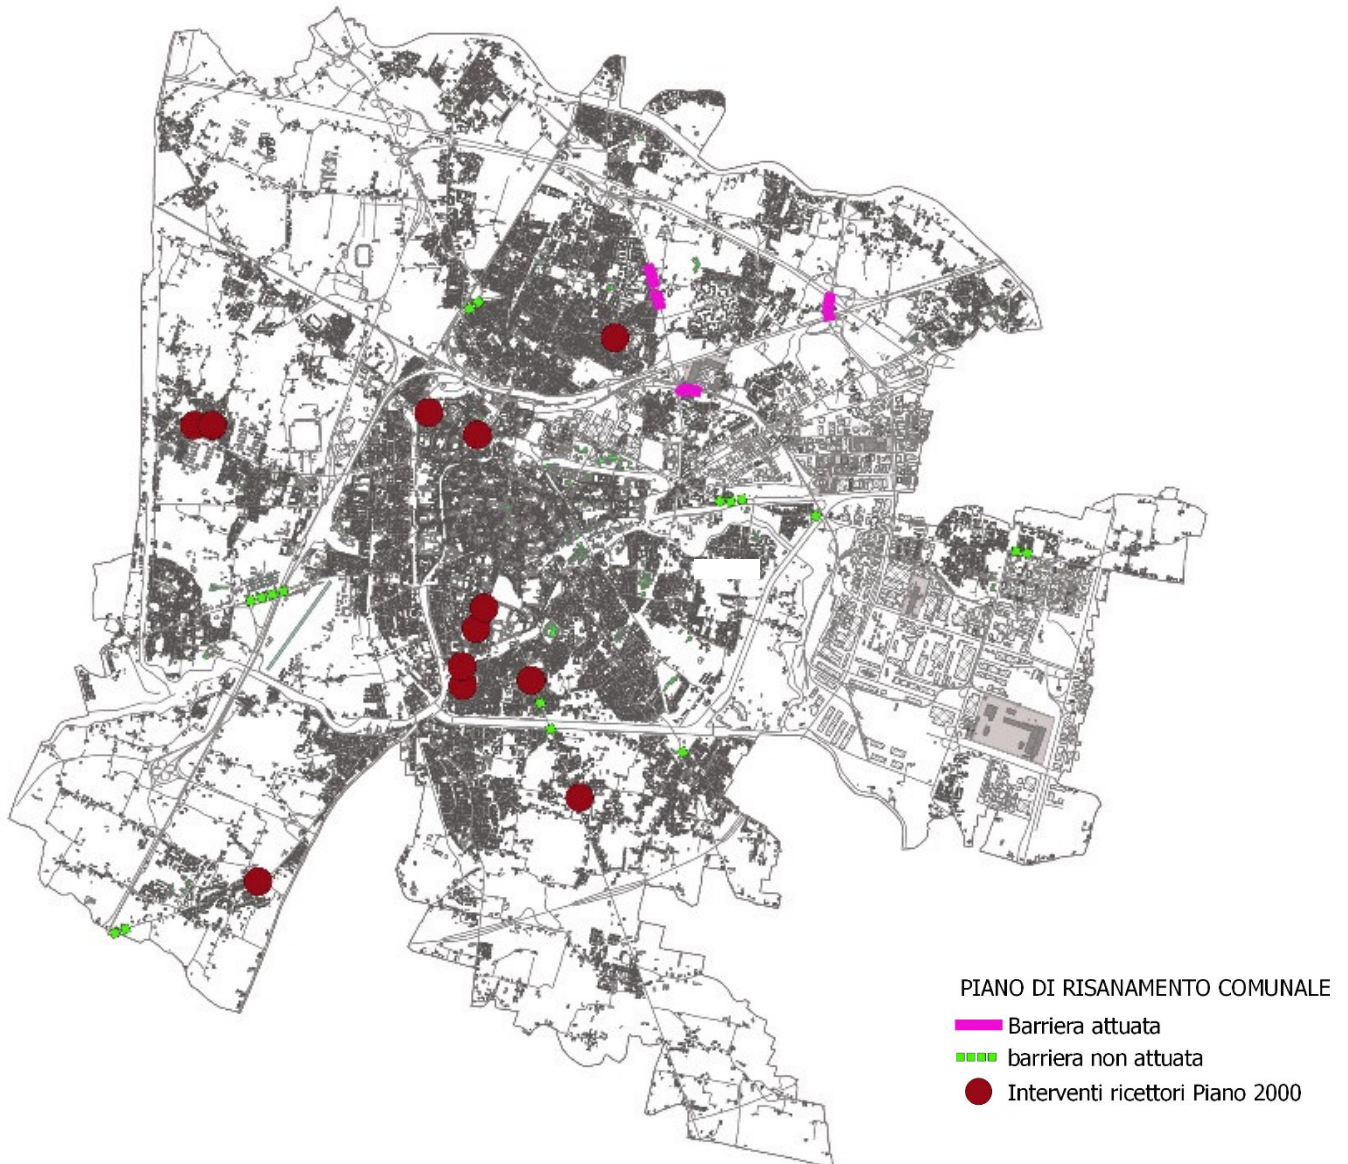 PIANO DI RISANAMENTO COMUNALE
Barriera attuata
barriera non attuata
Interventi ricettori Piano 2000